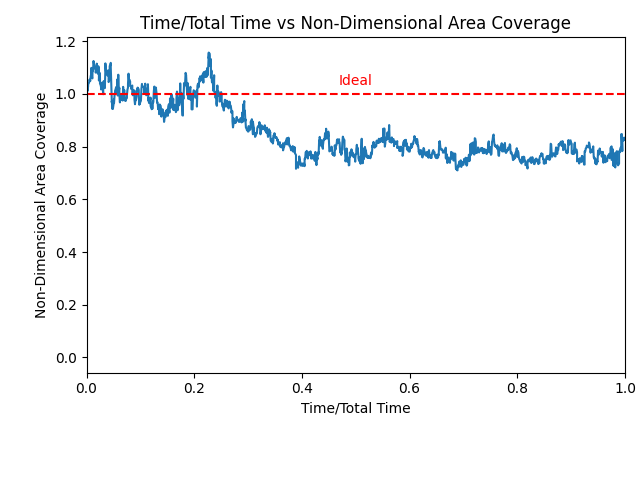 Time/Total Time vs Non-Dimensional Area Coverage
1.2
Ideal
1.0
0.8
0.6
0.4
0.2
0.0
Non-Dimensional Area Coverage
0.0 0.2 0.4 0.6 0.8 1.0
Time/Total Time